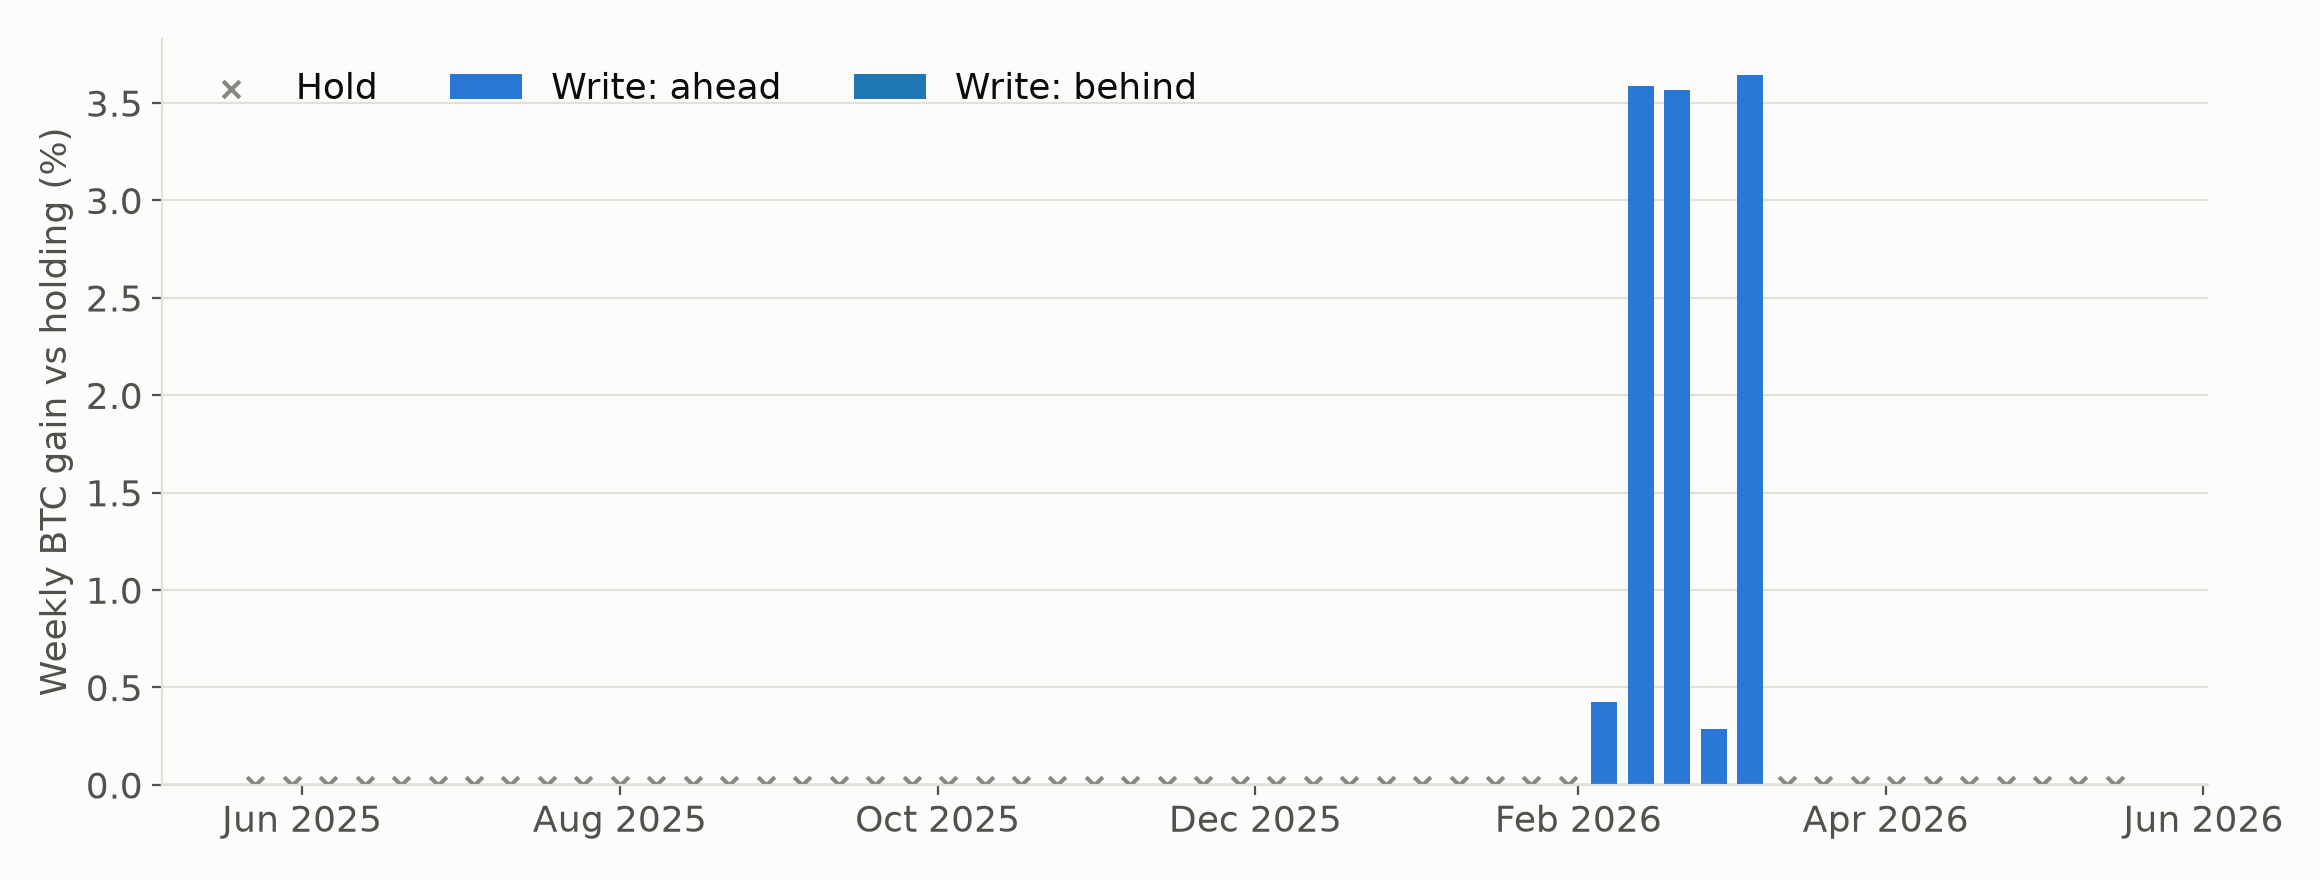 Hold
Write: ahead
Write: behind
Weekly BTC gain vs holding (%)
3.5
3.0
2.5
2.0
1.5
1.0
0.5
0.0
Jun 2025
Aug 2025
Oct 2025
Dec 2025
Feb 2026
Apr 2026
Jun 2026